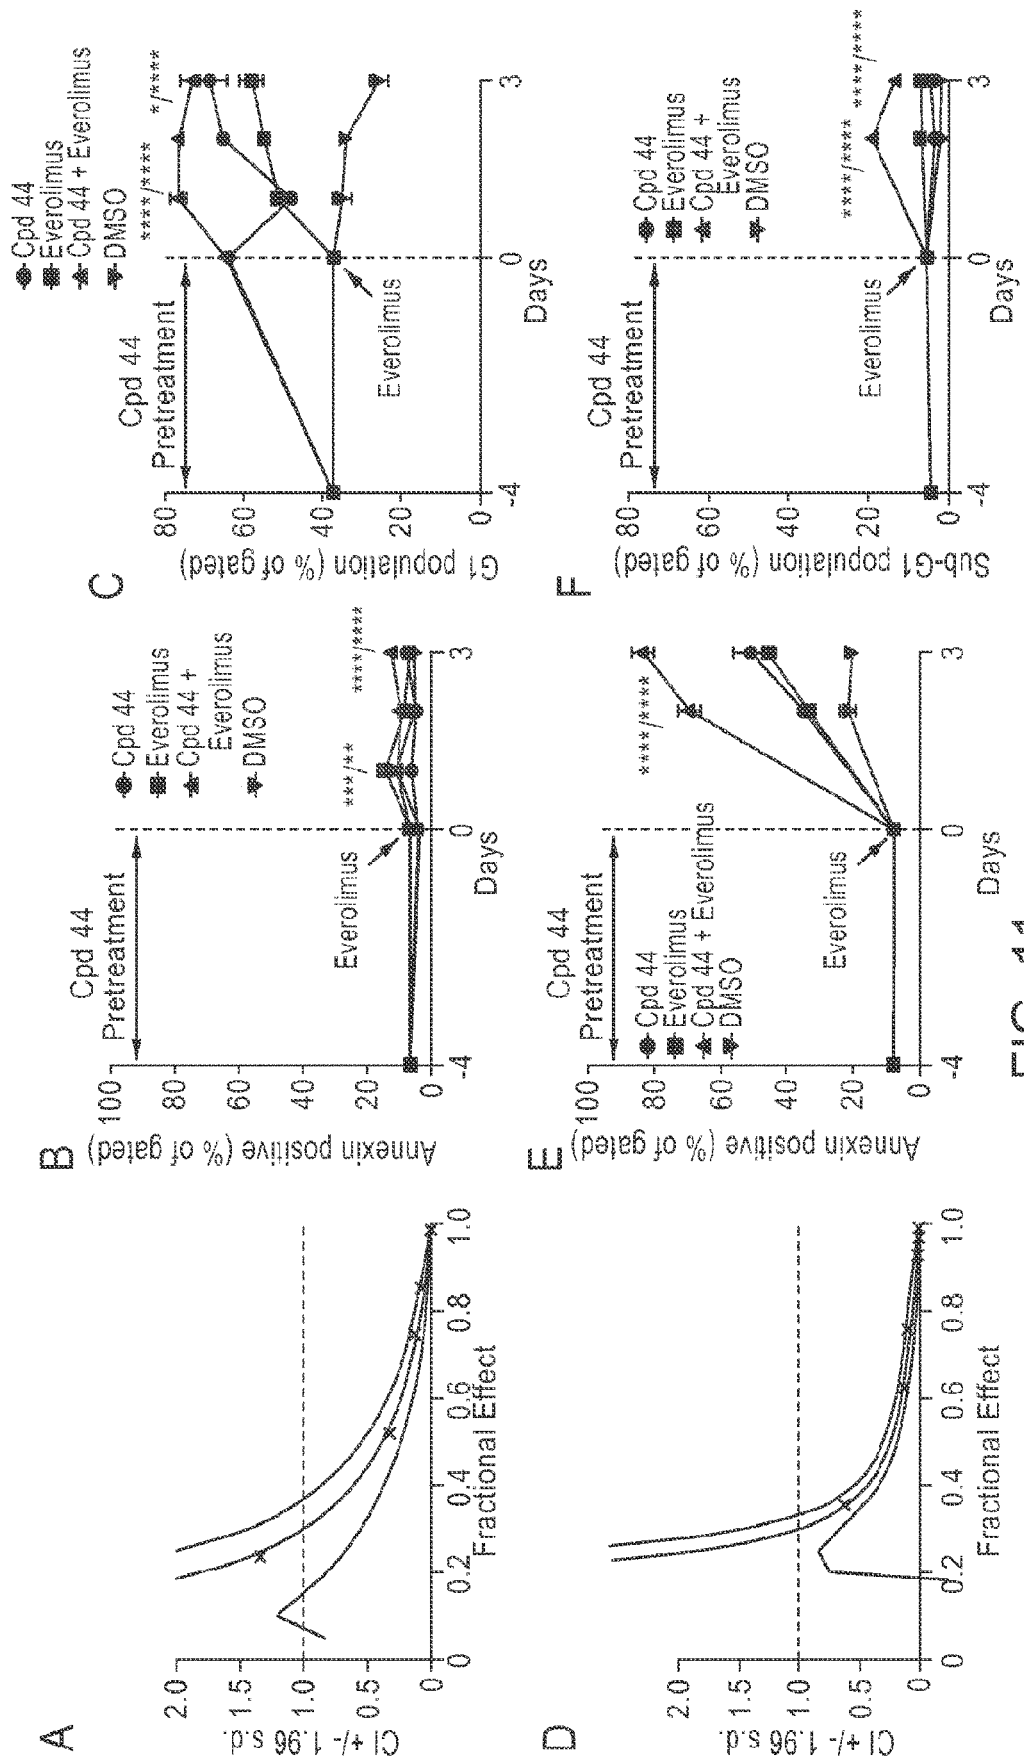 A
CI +/- 1.96 s.d.
2.0
1.5
1.0
0.5
0
0
0.2
0.4
0.6
0.8
1.0
Fractional Effect
B
Annexin positive (% of gated)
100
80
60
40
20
0
-4
0
3
Days
Cpd 44
Pretreatment
Everolimus
***/**
****/****
Cpd 44
Everolimus
Cpd 44 +
Everolimus
DMSO
C
G1 population (% of gated)
80
60
40
20
0
-4
0
3
Days
Cpd 44
Pretreatment
Everolimus
****/****
*/****
Cpd 44
Everolimus
Cpd 44 + Everolimus
DMSO
D
CI +/- 1.96 s.d.
2.0
1.5
1.0
0.5
0
0
0.2
0.4
0.6
0.8
1.0
Fractional Effect
E
Annexin positive (% of gated)
100
80
60
40
20
0
-4
0
3
Days
Cpd 44
Pretreatment
Everolimus
****/****
Cpd 44
Everolimus
Cpd 44 + Everolimus
DMSO
F
Sub-G1 population (% of gated)
80
60
40
20
0
-4
0
3
Days
Cpd 44
Pretreatment
Everolimus
****/****
****/****
Cpd 44
Everolimus
Cpd 44 +
Everolimus
DMSO
FIG. 11